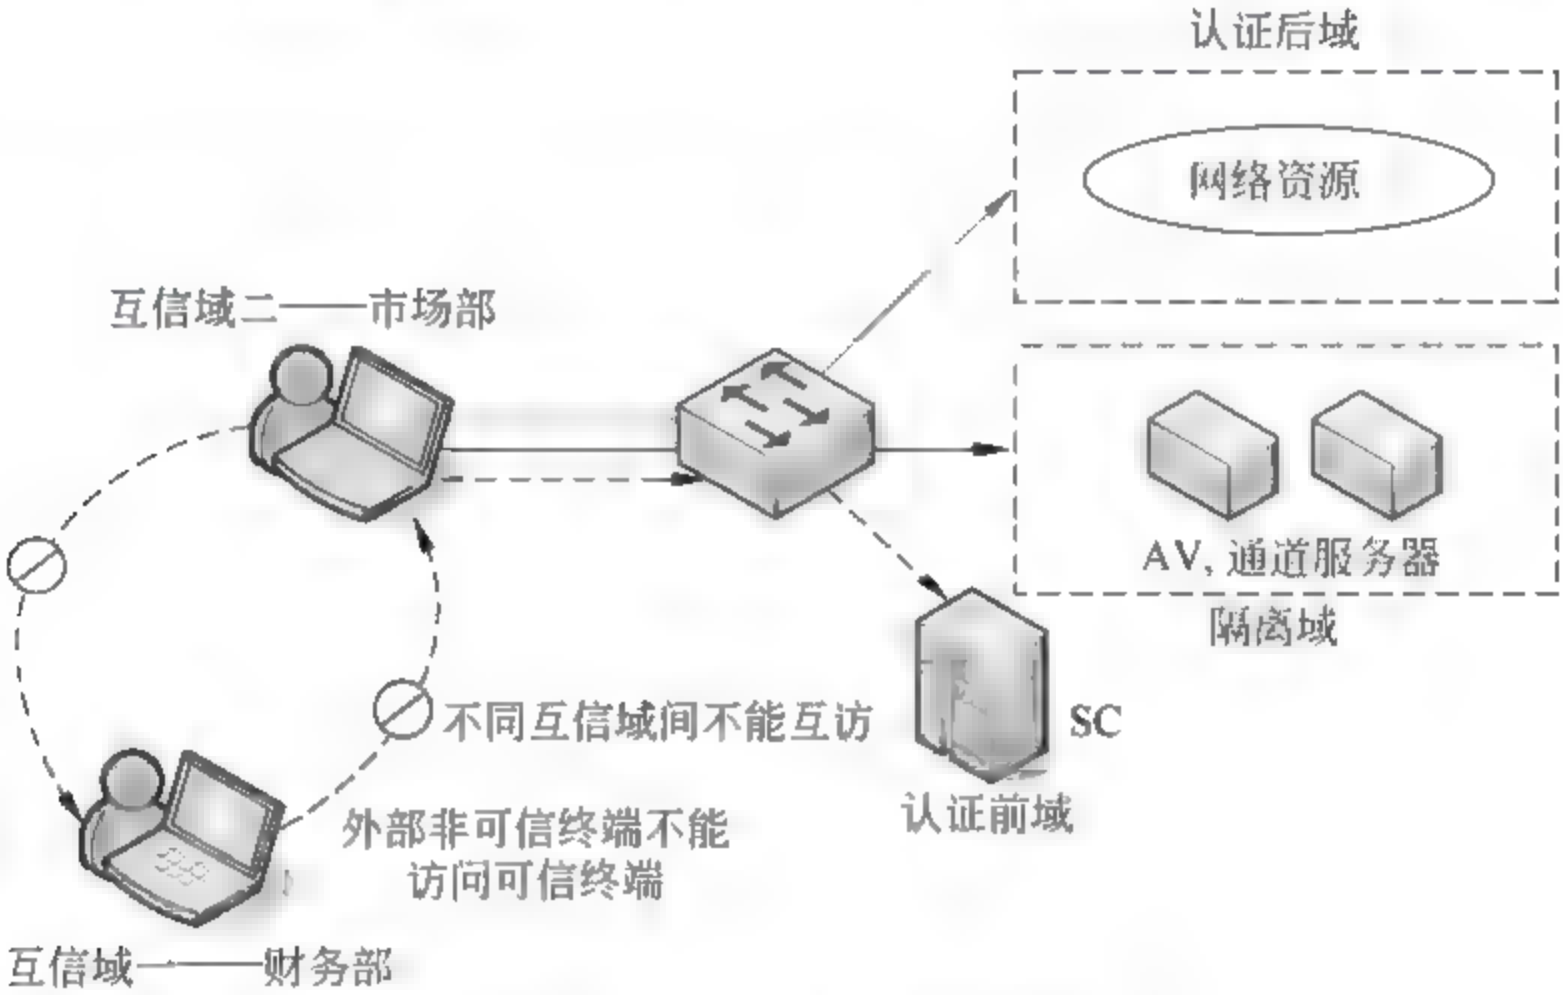 认证后域
网络资源
互信域二——市场部
AV, 通道服务器
隔离域
不同互信域间不能互访
SC
认证前域
外部非可信终端不能
访问可信终端
互信域一——财务部